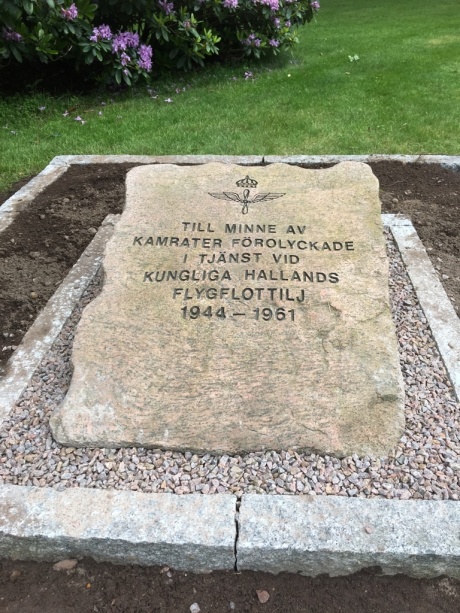 TILL MINNE AV
KAMRATER FÖROLYCKADE
I TJÄNST VID
KUNGLIGA HALLANDS
FLYGFLOTTILJ
1944 – 1961